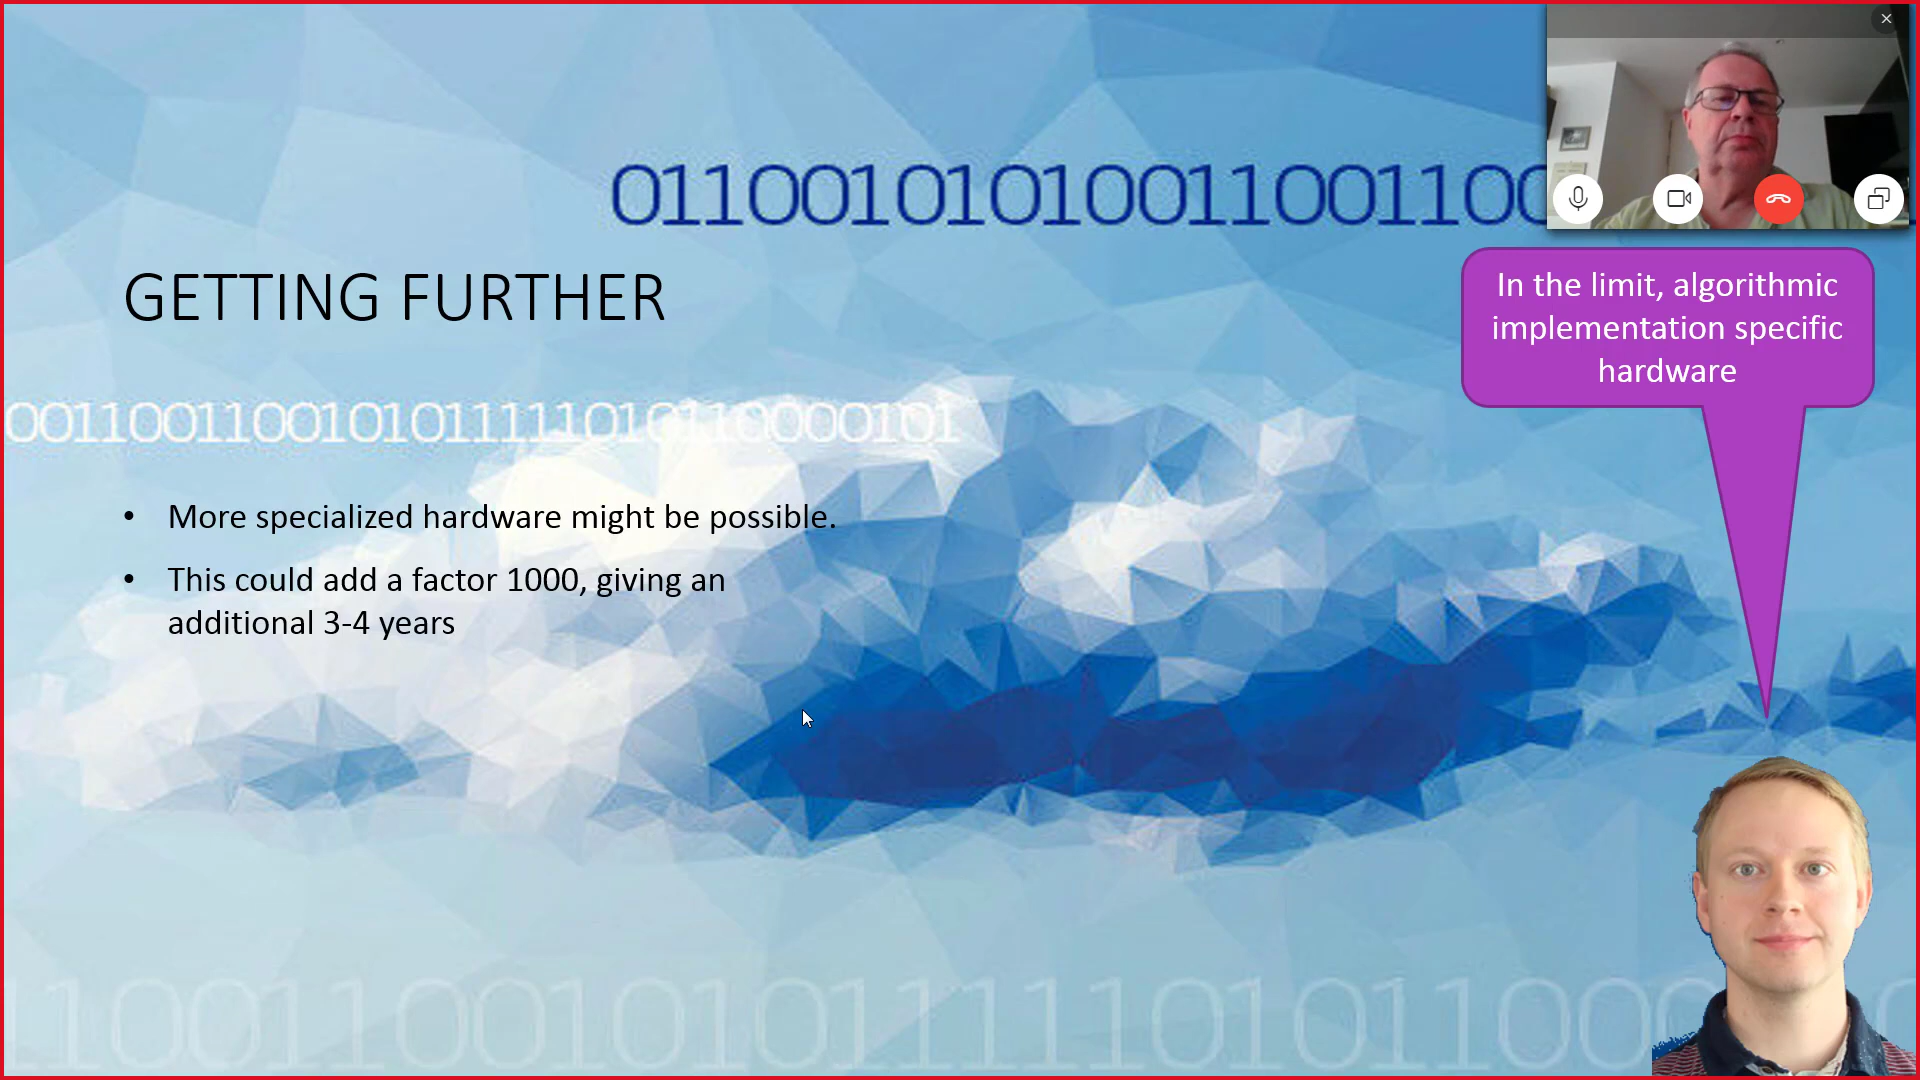 01100101010011001100
GETTING FURTHER
In the limit, algorithmic
implementation specific
hardware
0011001100101011111010110000101
• More specialized hardware might be possible.
• This could add a factor 1000, giving an
additional 3-4 years